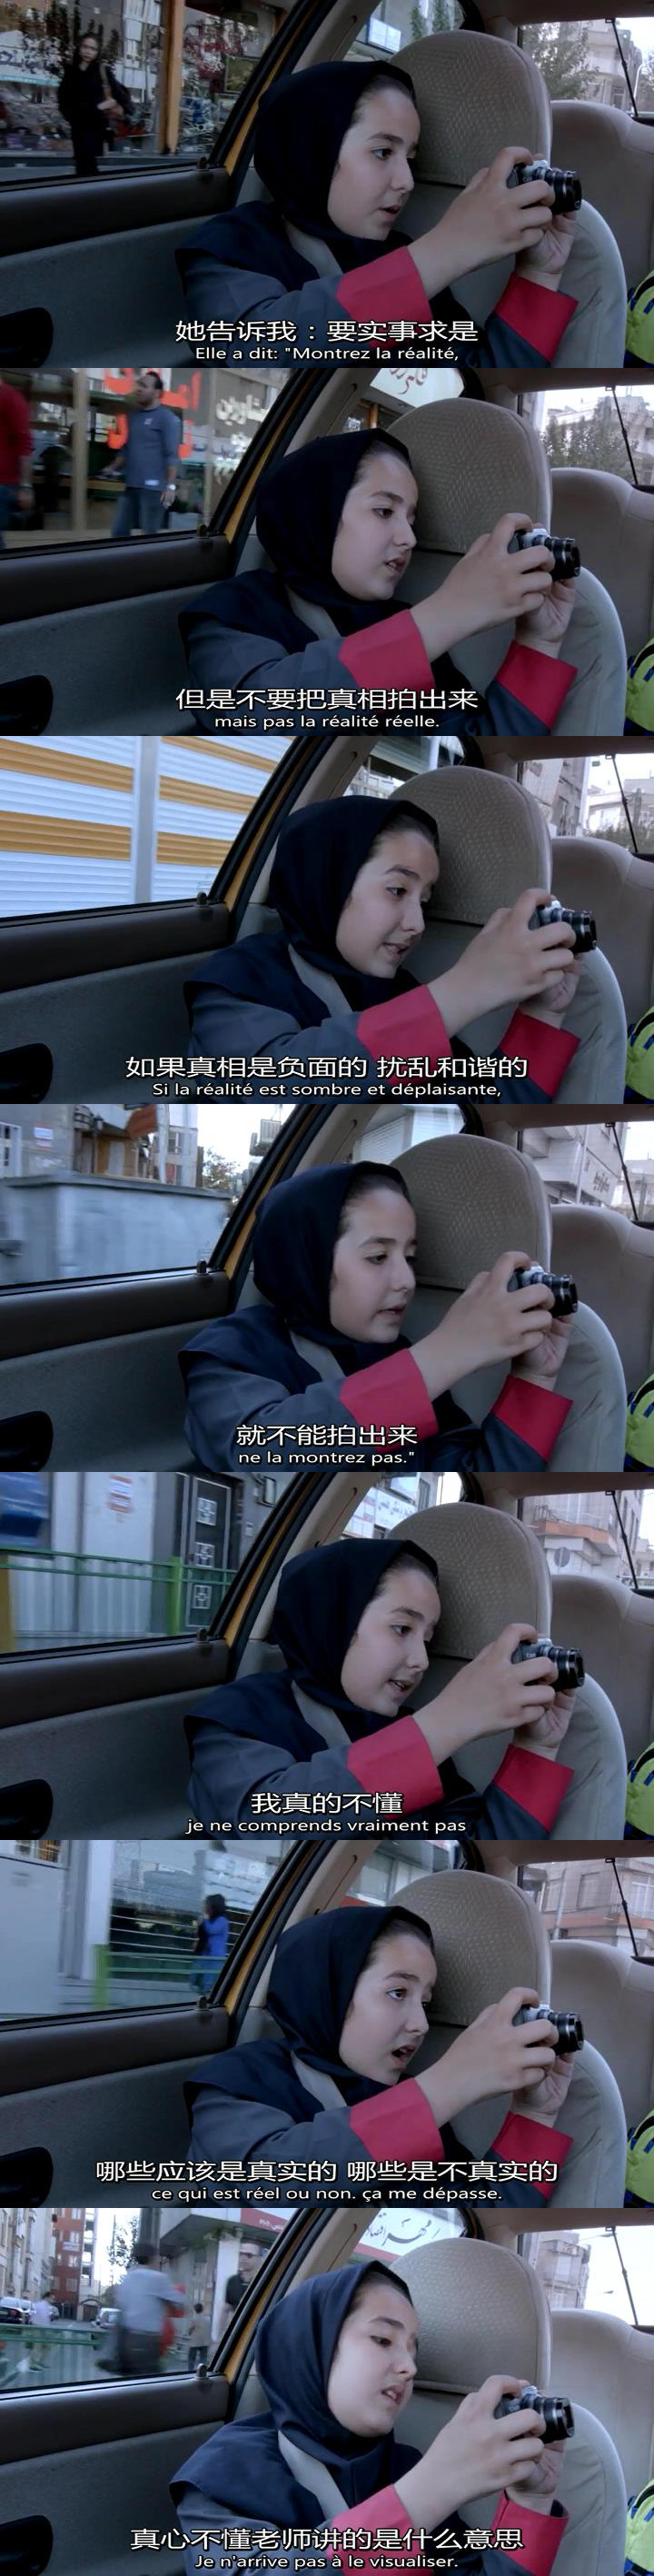 她告诉我：要实事求是
Elle a dit: "Montrez la réalité,
但是不要把真相拍出来
mais pas la réalité réelle.
如果真相是负面的 扰乱和谐的
Si la réalité est sombre et déplaisante,
就不能拍出来
ne la montrez pas."
我真的不懂
je ne comprends vraiment pas
哪些应该是真实的 哪些是不真实的
ce qui est réel ou non. ça me dépasse.
真心不懂老师讲的是什么意思
Je n'arrive pas à le visualiser.